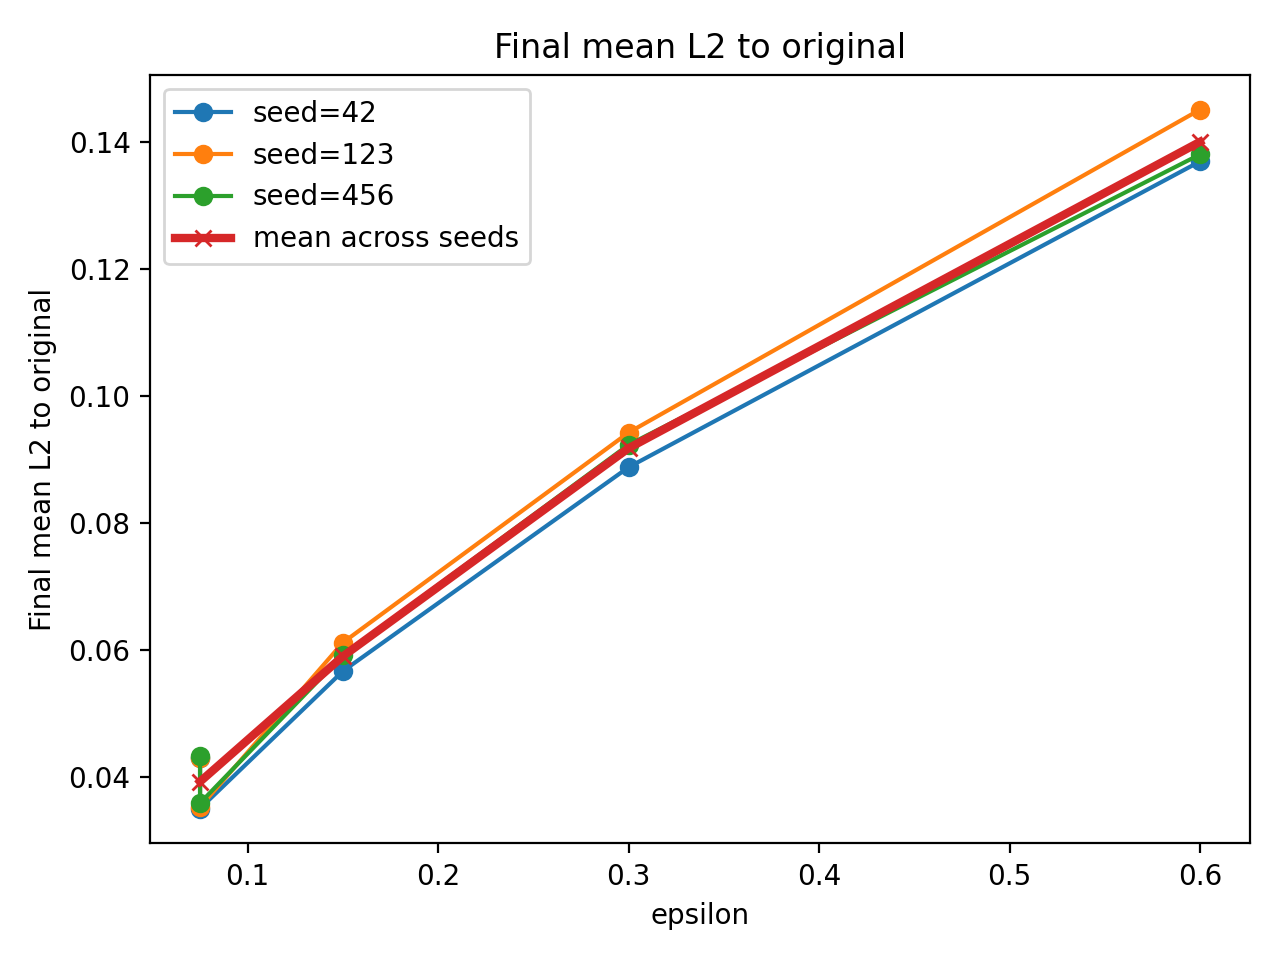 Final mean L2 to original
seed=42
seed=123
seed=456
mean across seeds
Final mean L2 to original
0.14
0.12
0.10
0.08
0.06
0.04
0.1
0.2
0.3
0.4
0.5
0.6
epsilon